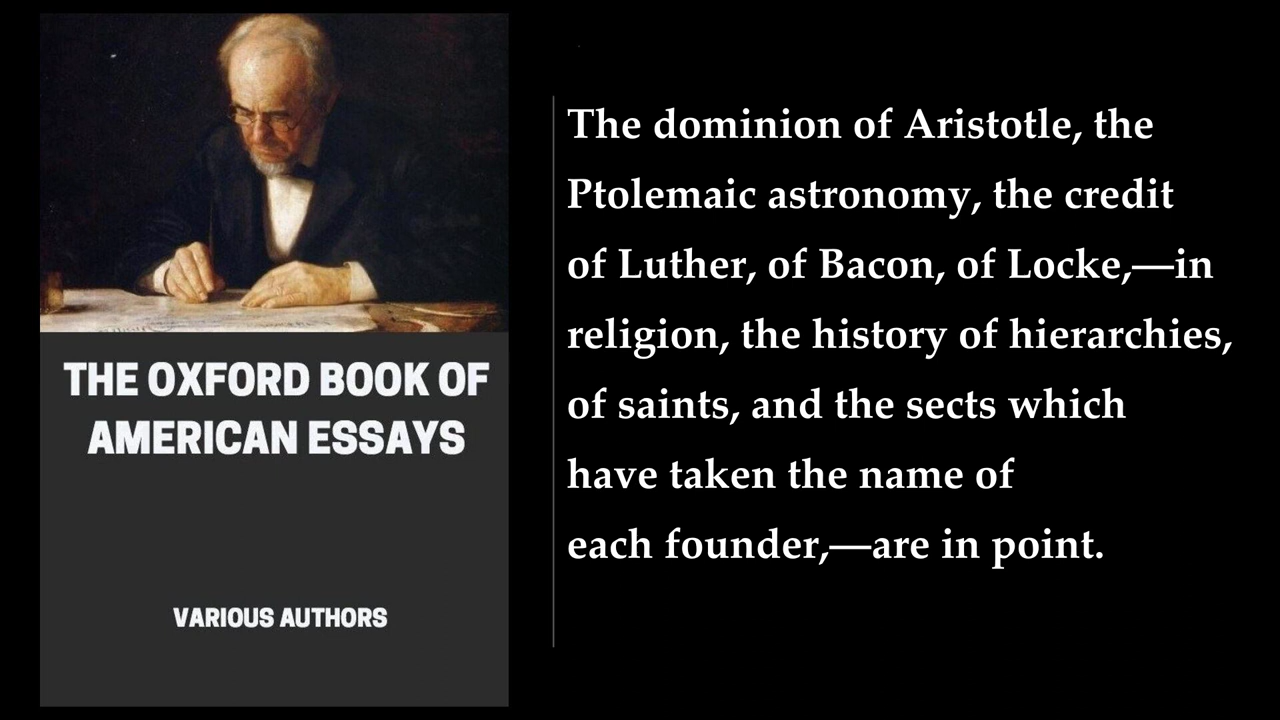 THE OXFORD BOOK OF
AMERICAN ESSAYS
VARIOUS AUTHORS
The dominion of Aristotle, the
Ptolemaic astronomy, the credit
of Luther, of Bacon, of Locke,—in
religion, the history of hierarchies,
of saints, and the sects which
have taken the name of
each founder,—are in point.